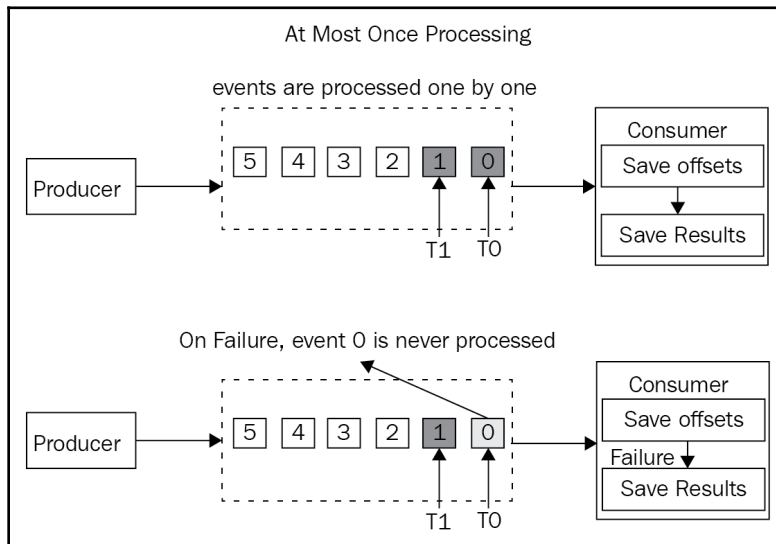 At Most Once Processing
events are processed one by one
Producer
5 4 3 2 1 0
T1 T0
Consumer
Save offsets
Save Results
On Failure, event 0 is never processed
Producer
5 4 3 2 1 0
T1 T0
Consumer
Save offsets
Failure
Save Results